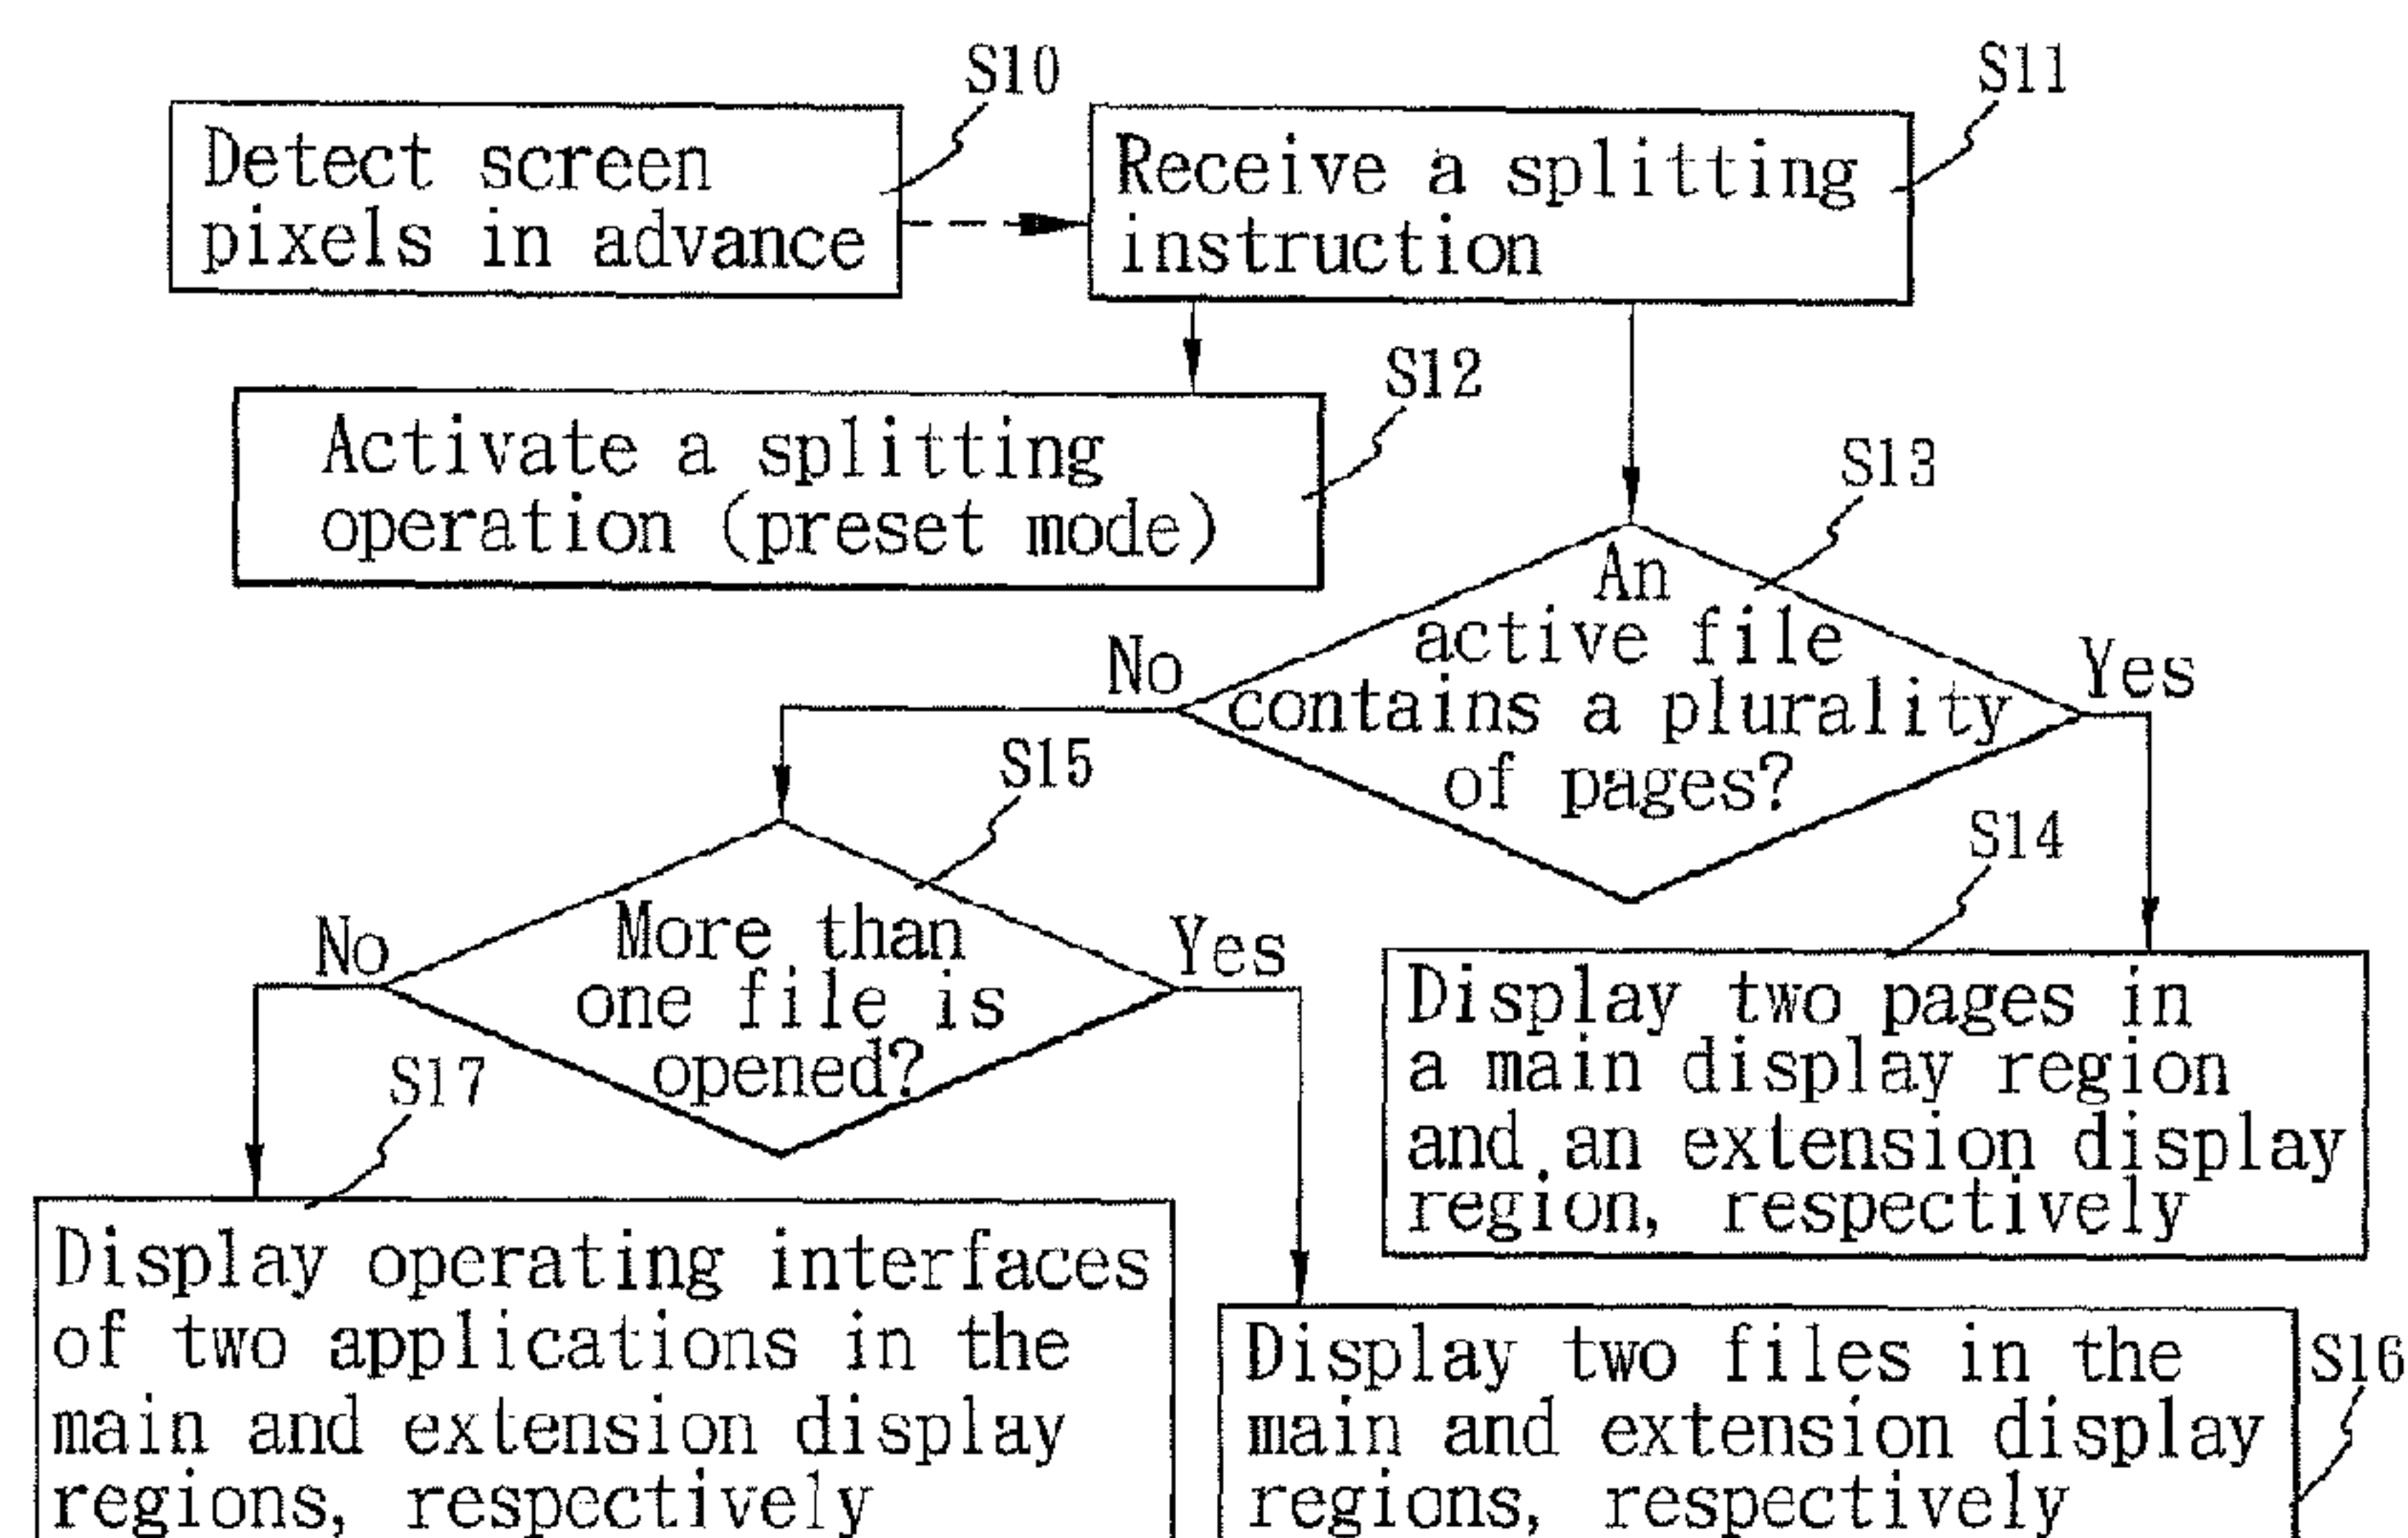 S10
Detect screen
pixels in advance
S11
Receive a splitting
instruction
S12
Activate a splitting
operation (preset mode)
S13
An
active file
contains a plurality
of pages?
No
Yes
S15
More than
one file is
opened?
No
Yes
S14
Display two pages in
a main display region
and an extension display
region, respectively
S17
Display operating interfaces
of two applications in the
main and extension display
regions, respectively
S16
Display two files in the
main and extension display
regions, respectively